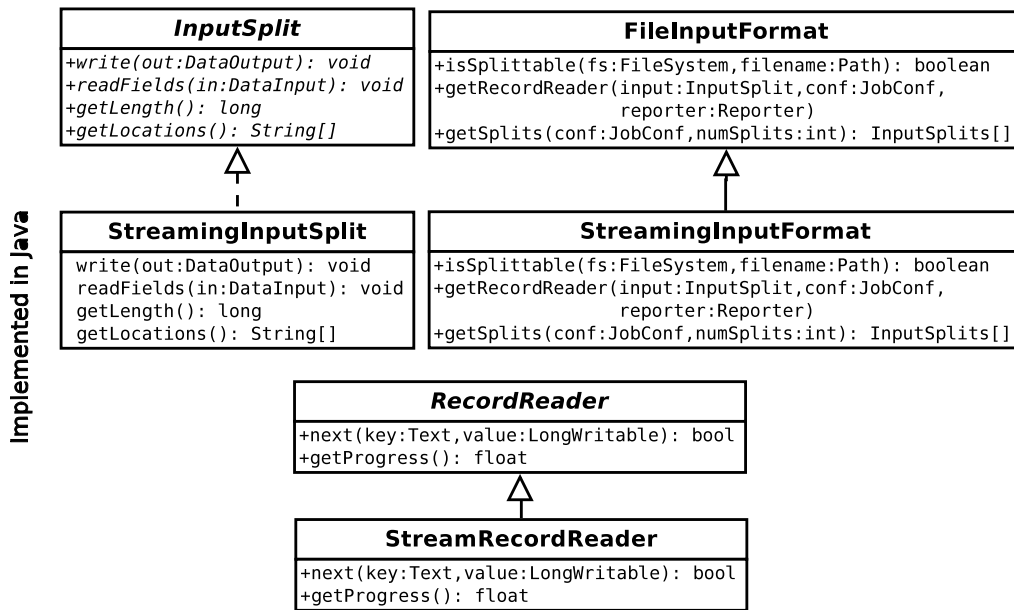 InputSplit
+write(out:DataOutput): void
+readFields(in:DataInput): void
+getLength(): long
+getLocations(): String[]
FileInputFormat
+isSplittable(fs:FileSystem,filename:Path): boolean
+getRecordReader(input:InputSplit,conf:JobConf,
reporter:Reporter)
+getSplits(conf:JobConf,numSplits:int): InputSplits[]
Implemented in Java
StreamingInputSplit
write(out:DataOutput): void
readFields(in:DataInput): void
getLength(): long
getLocations(): String[]
StreamingInputFormat
+isSplittable(fs:FileSystem,filename:Path): boolean
+getRecordReader(input:InputSplit,conf:JobConf,
reporter:Reporter)
+getSplits(conf:JobConf,numSplits:int): InputSplits[]
RecordReader
+next(key:Text,value:LongWritable): bool
+getProgress(): float
StreamRecordReader
+next(key:Text,value:LongWritable): bool
+getProgress(): float